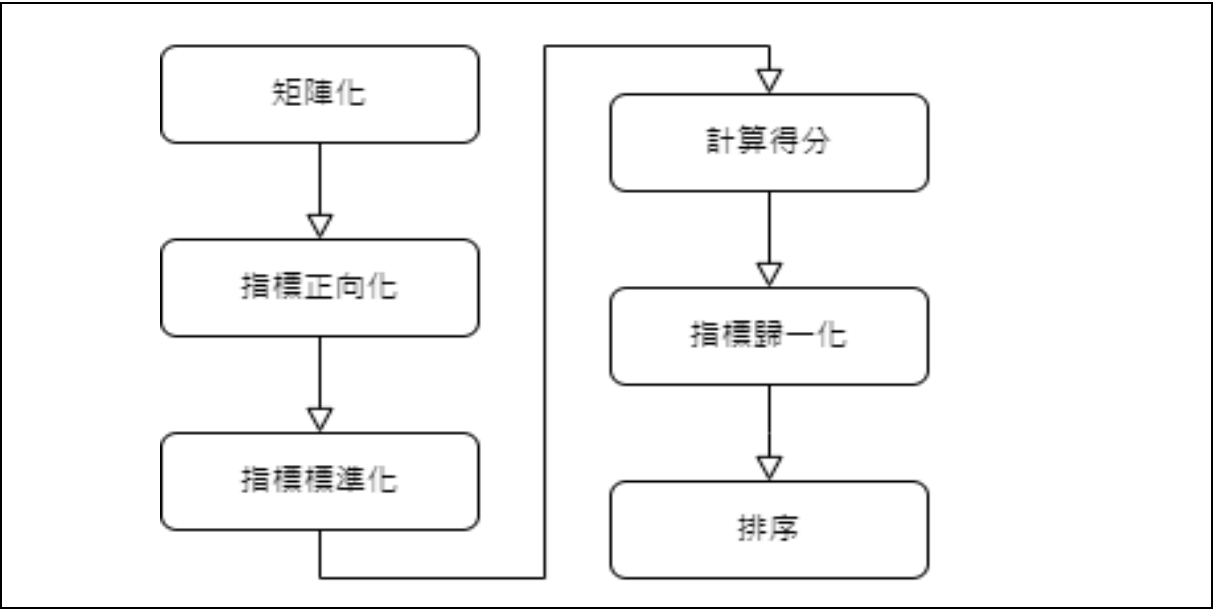 矩陣化
指標正向化
指標標準化
計算得分
指標歸一化
排序